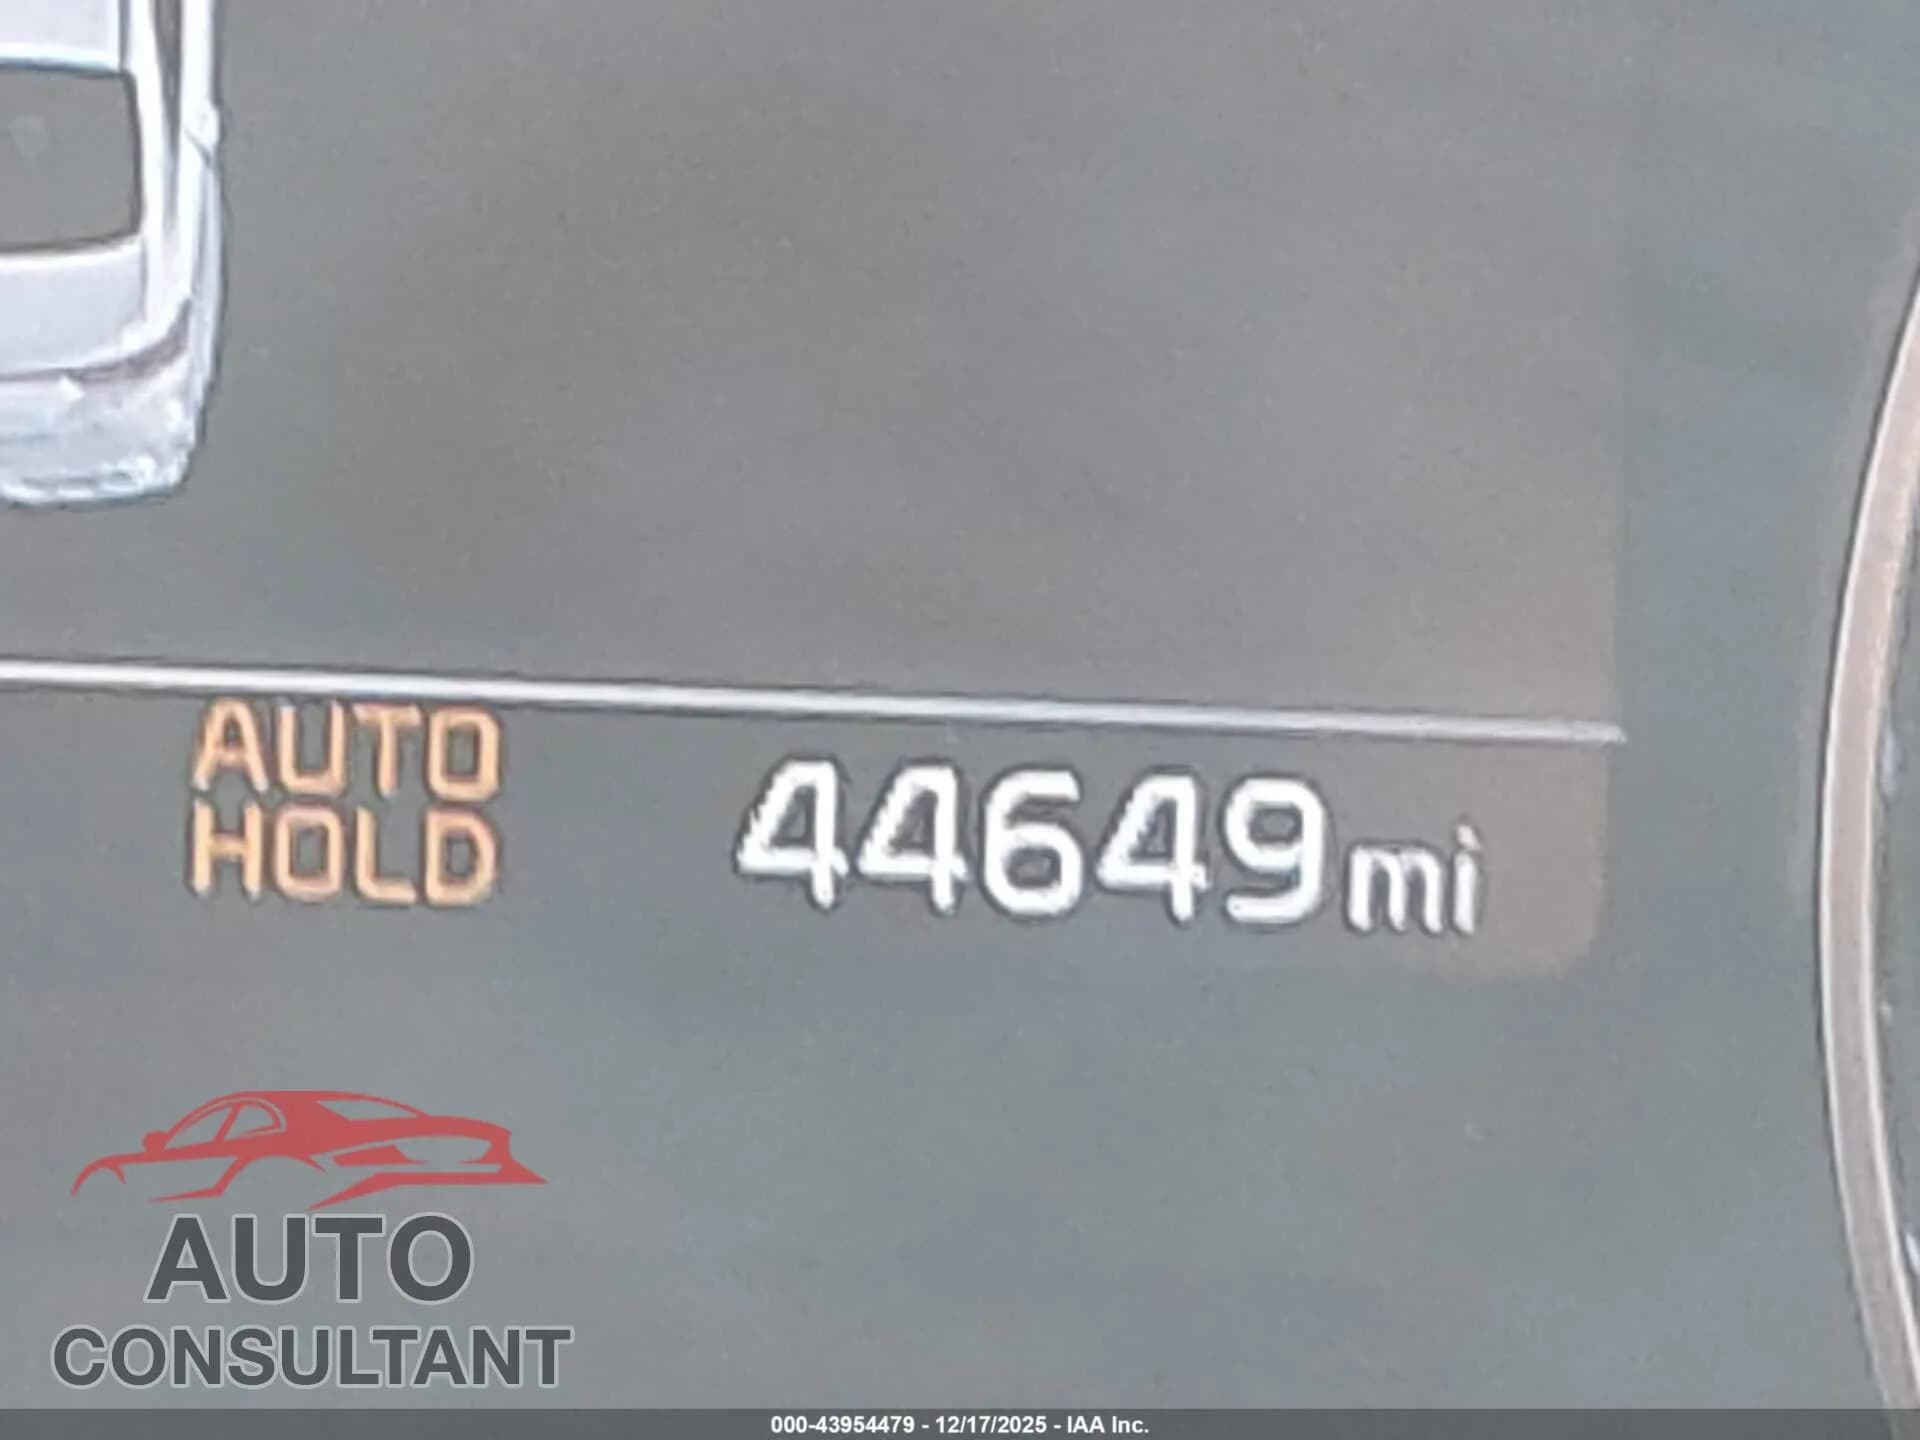 AUTO
HOLD
44649mi
AUTO
CONSULTANT
000-43954479 - 12/17/2025 - IAA Inc.